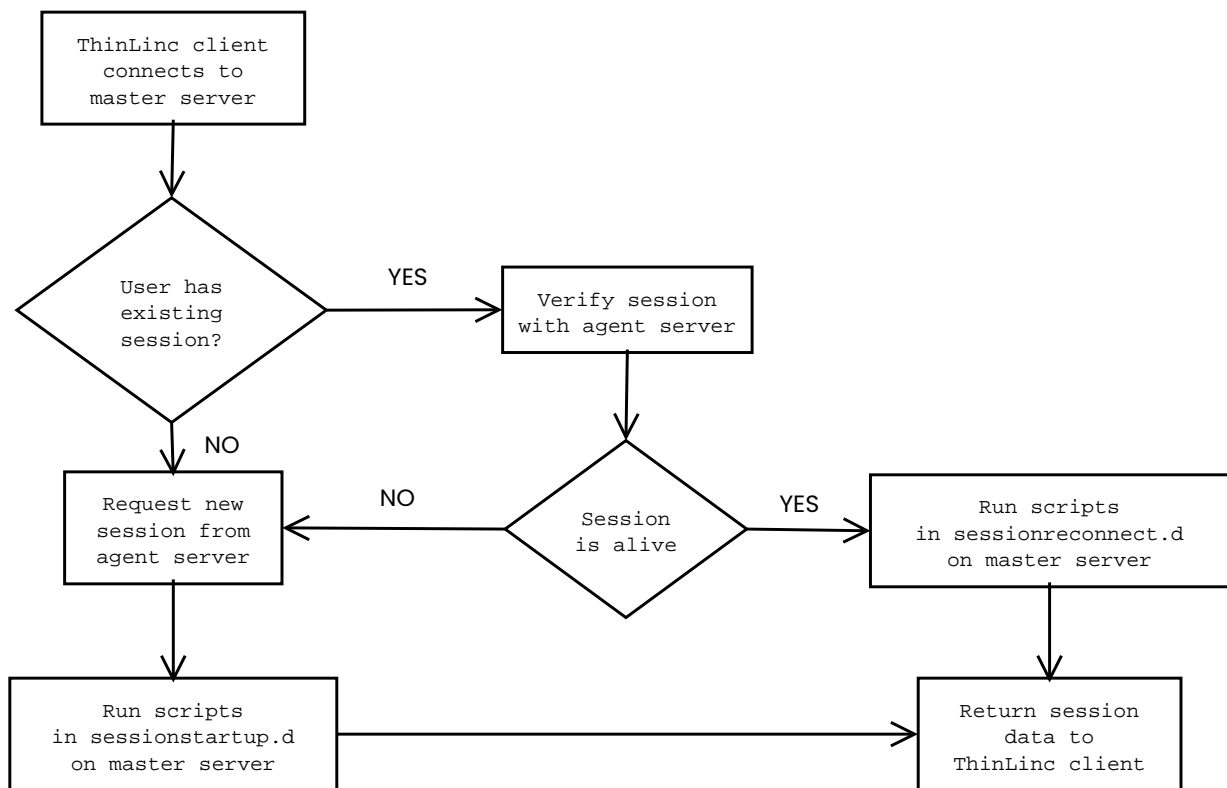 ThinLinc client
connects to
master server
User has
existing
session?
YES
Verify session
with agent server
NO
Request new
session from
agent server
NO
Session
is alive
YES
Run scripts
in sessionreconnect.d
on master server
Run scripts
in sessionstartup.d
on master server
Return session
data to
ThinLinc client